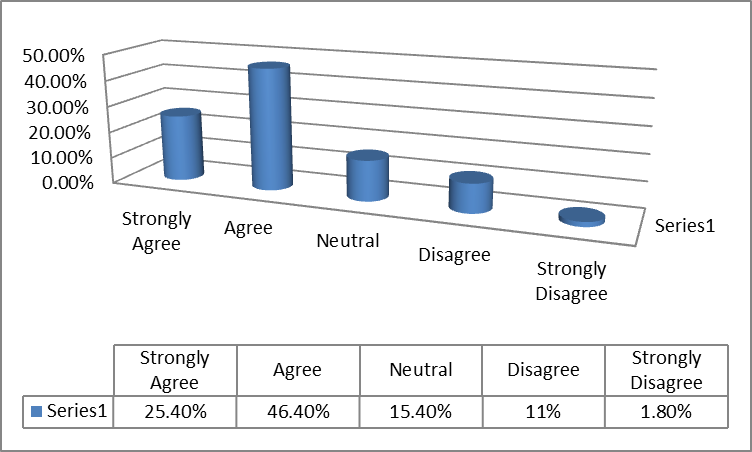 50.00%
40.00%
30.00%
20.00%
10.00%
0.00%
Strongly
Agree
Agree
Neutral
Disagree
Strongly
Disagree
Series1
Strongly
Agree
Agree
Neutral
Disagree
Strongly
Disagree
Series1 25.40% 46.40% 15.40% 11% 1.80%